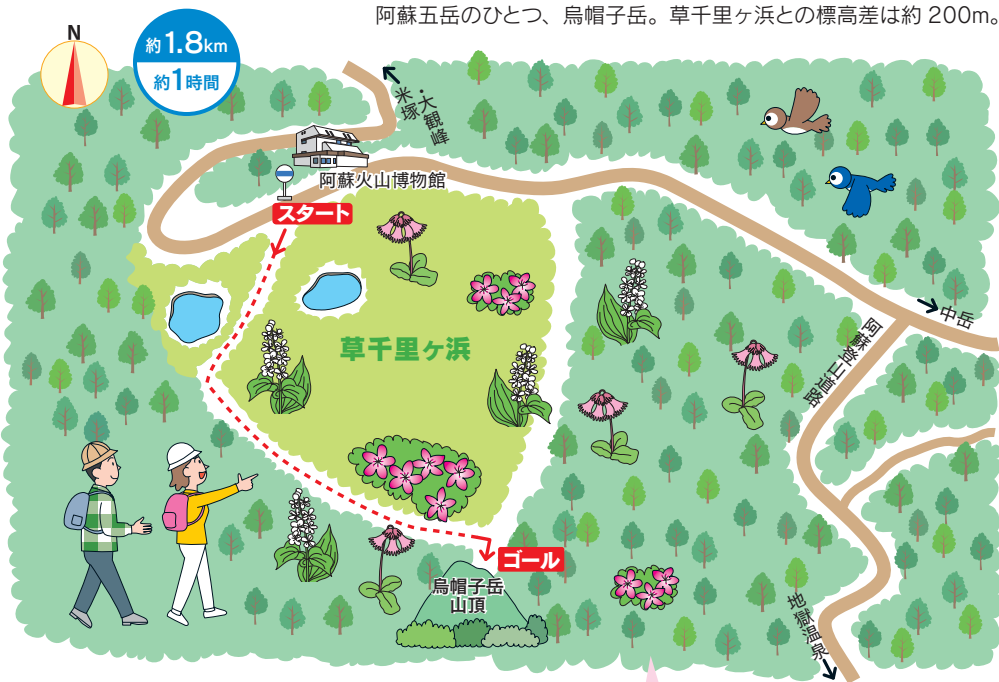 阿蘇五岳のひとつ、烏帽子岳。草千里ヶ浜との標高差は約 200m。
N
約1.8km
約1時間
米塚・大観峰
阿蘇火山博物館
スタート
草千里ヶ浜
中岳
阿蘇登山道路
ゴール
烏帽子岳
山頂
地獄温泉